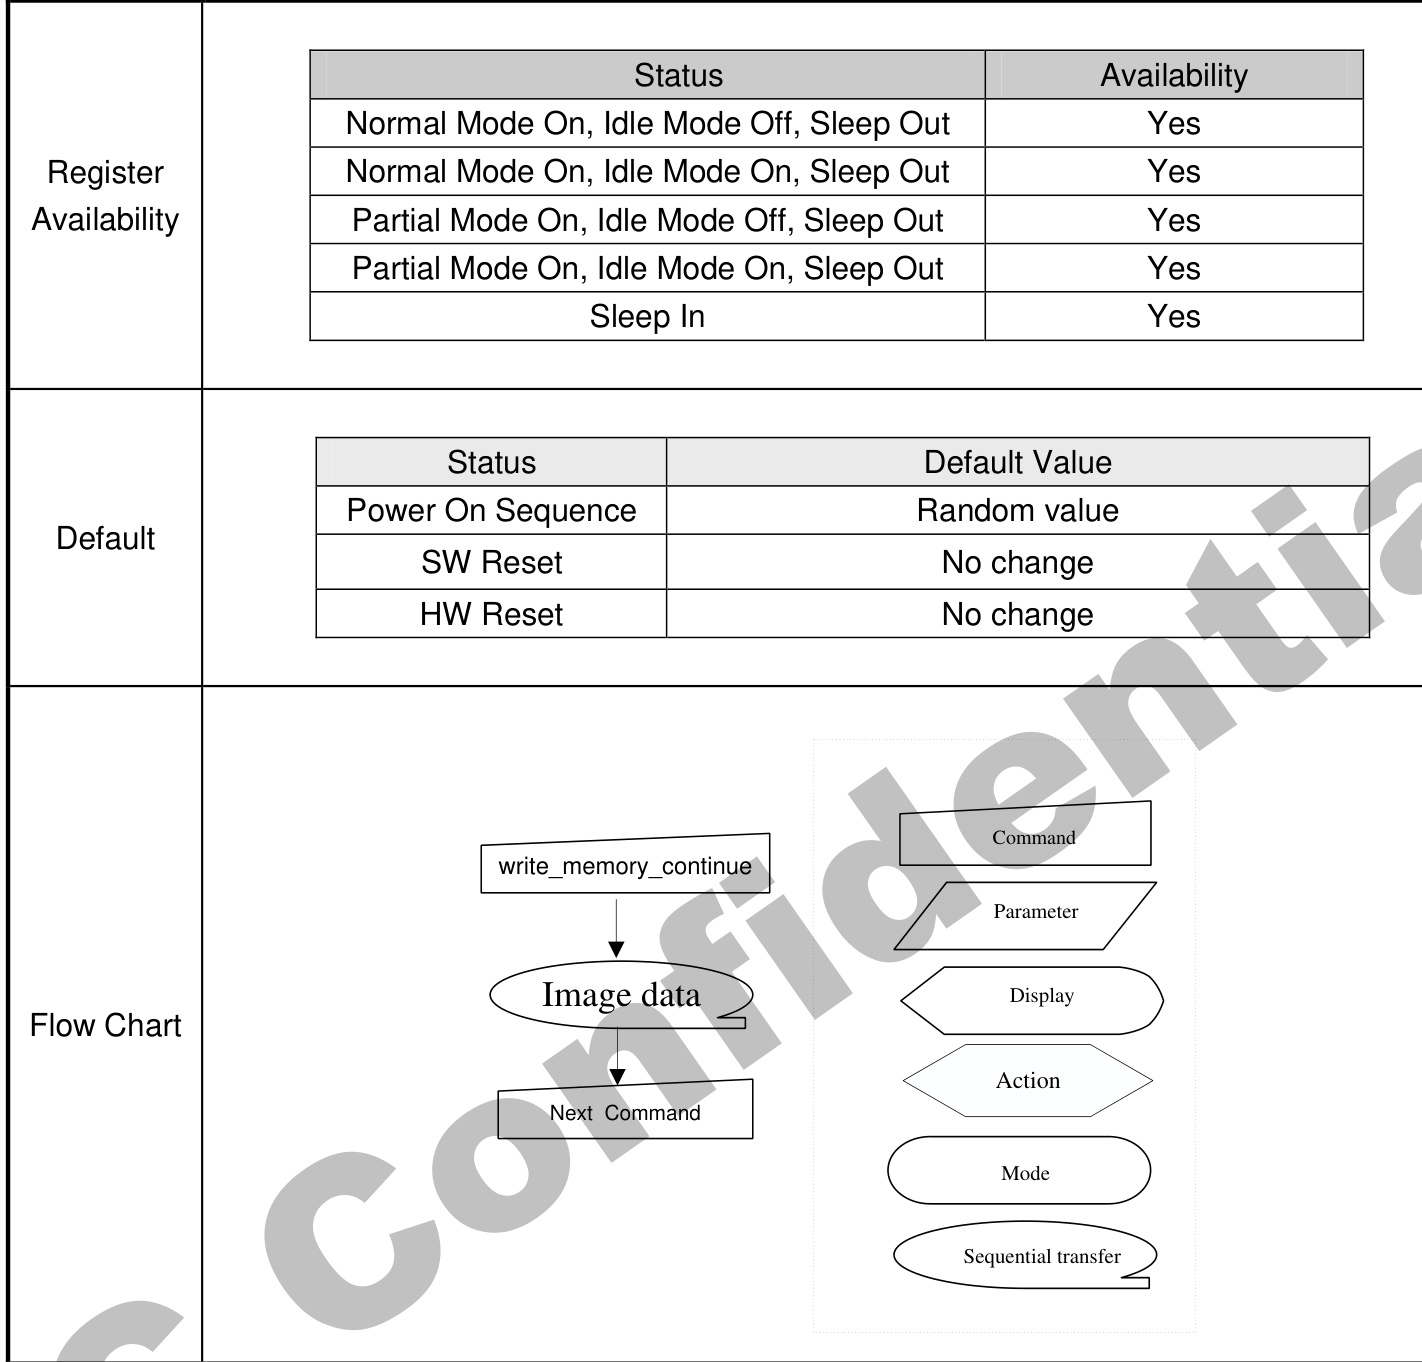 Register
Availability
Status Availability
Normal Mode On, Idle Mode Off, Sleep Out Yes
Normal Mode On, Idle Mode On, Sleep Out Yes
Partial Mode On, Idle Mode Off, Sleep Out Yes
Partial Mode On, Idle Mode On, Sleep Out Yes
Sleep In Yes
Default
Status Default Value
Power On Sequence Random value
SW Reset No change
HW Reset No change
Flow Chart
write_memory_continue
Image data
Next Command
Command
Parameter
Display
Action
Mode
Sequential transfer
Confidentia